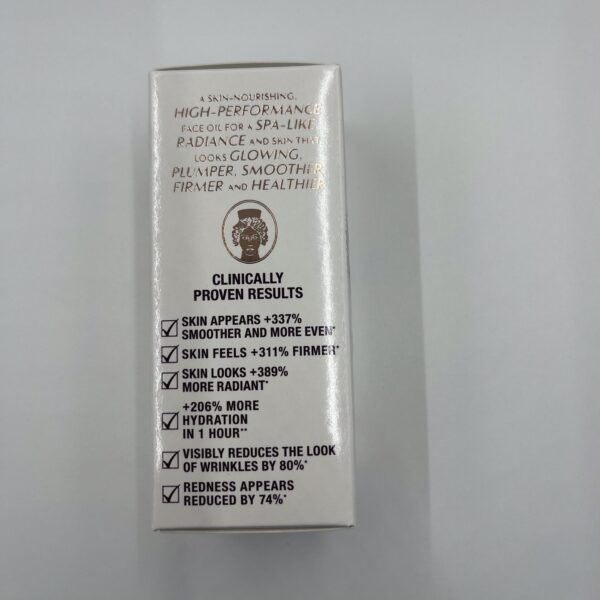 A SKIN-NOURISHING,
HIGH-PERFORMANCE
FACE OIL FOR A SPA-LIKE
RADIANCE AND SKIN THAT
LOOKS GLOWING,
PLUMPER, SMOOTHER,
FIRMER AND HEALTHIER
CLINICALLY
PROVEN RESULTS
SKIN APPEARS +337%
SMOOTHER AND MORE EVEN*
SKIN FEELS +311% FIRMER*
SKIN LOOKS +389%
MORE RADIANT*
+206% MORE
HYDRATION
IN 1 HOUR**
VISIBLY REDUCES THE LOOK
OF WRINKLES BY 80%*
REDNESS APPEARS
REDUCED BY 74%*